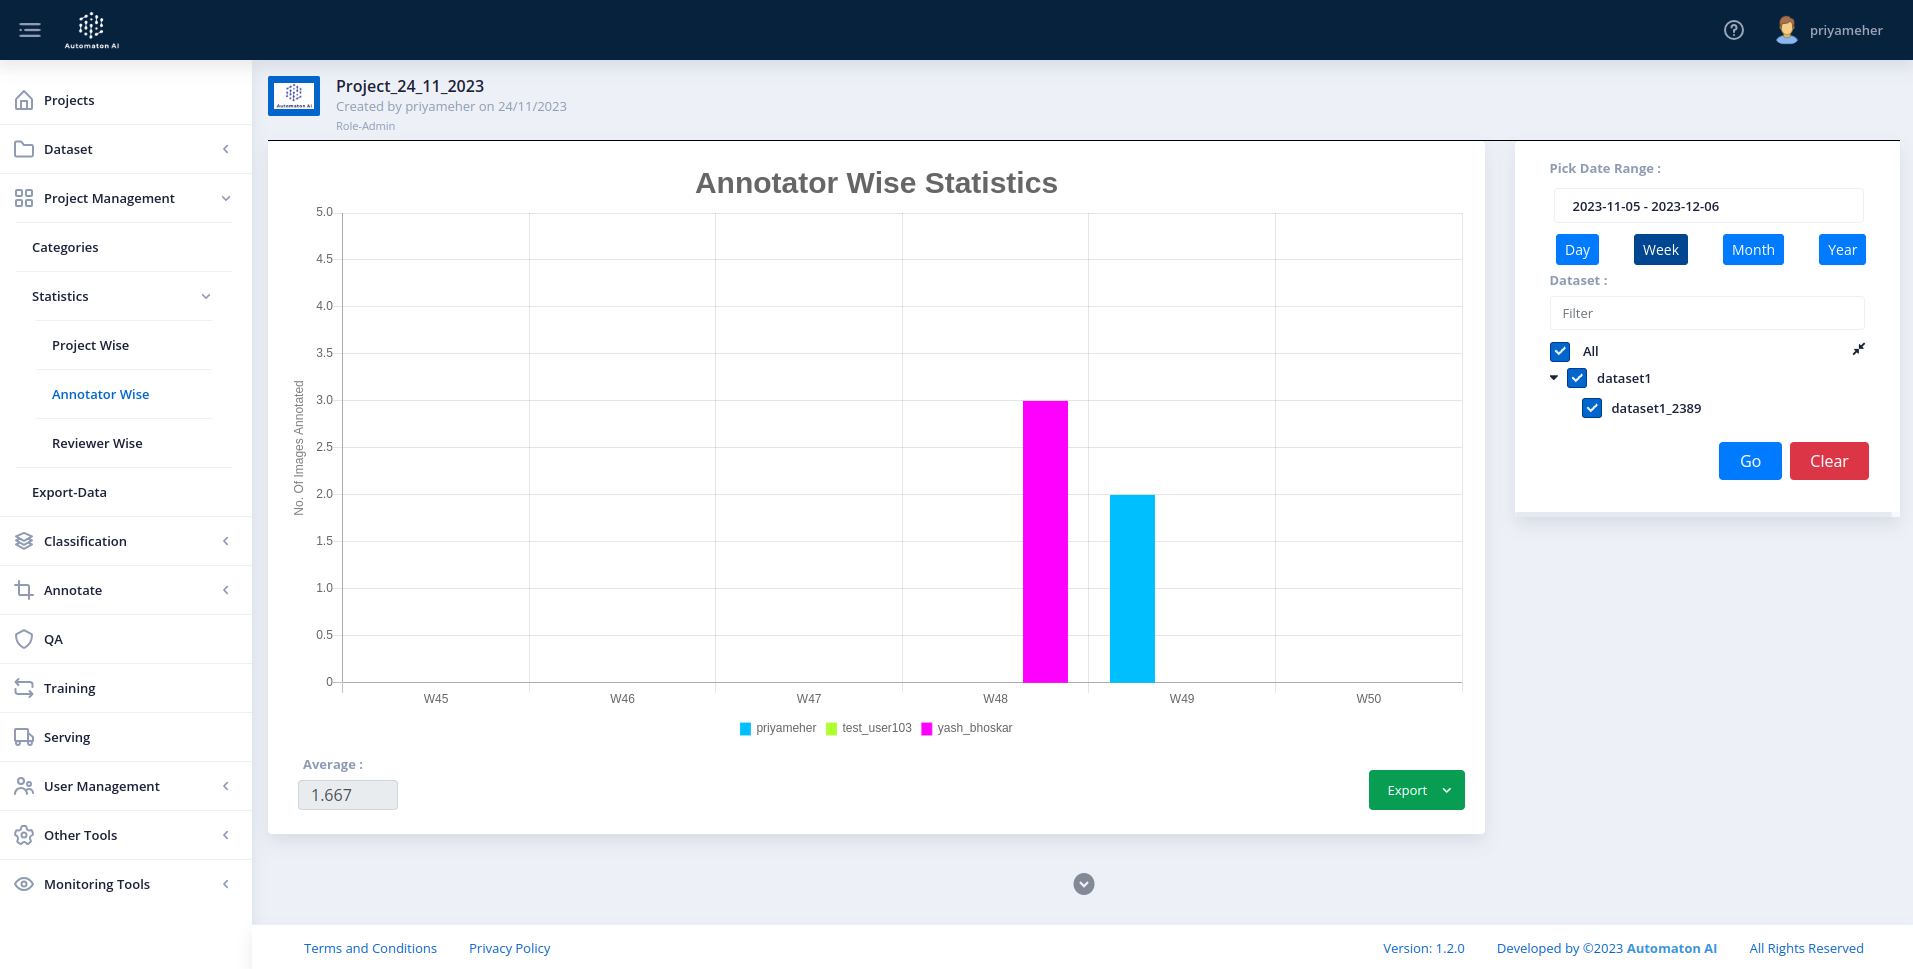 Automaton AI
priyameher
Projects
Dataset
Project Management
Categories
Statistics
Project Wise
Annotator Wise
Reviewer Wise
Export-Data
Classification
Annotate
QA
Training
Serving
User Management
Other Tools
Monitoring Tools
Automaton AI
Project_24_11_2023
Created by priyameher on 24/11/2023
Role-Admin
Annotator Wise Statistics
No. Of Images Annotated
5.0
4.5
4.0
3.5
3.0
2.5
2.0
1.5
1.0
0.5
0
W45 W46 W47 W48 W49 W50
priyameher test_user103 yash_bhoskar
Average :
1.667
Export
Pick Date Range :
2023-11-05 - 2023-12-06
Day Week Month Year
Dataset :
Filter
All
dataset1
dataset1_2389
Go Clear
Terms and Conditions Privacy Policy Version: 1.2.0 Developed by ©2023 Automaton AI All Rights Reserved